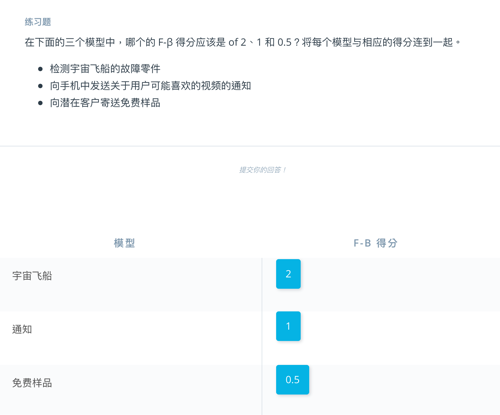 练习题
在下面的三个模型中，哪个的 F-β 得分应该是 of 2、1 和 0.5？将每个模型与相应的得分连到一起。
检测宇宙飞船的故障零件
向手机中发送关于用户可能喜欢的视频的通知
向潜在客户寄送免费样品
提交你的回答！
模型
F-B 得分
宇宙飞船
2
通知
1
免费样品
0.5